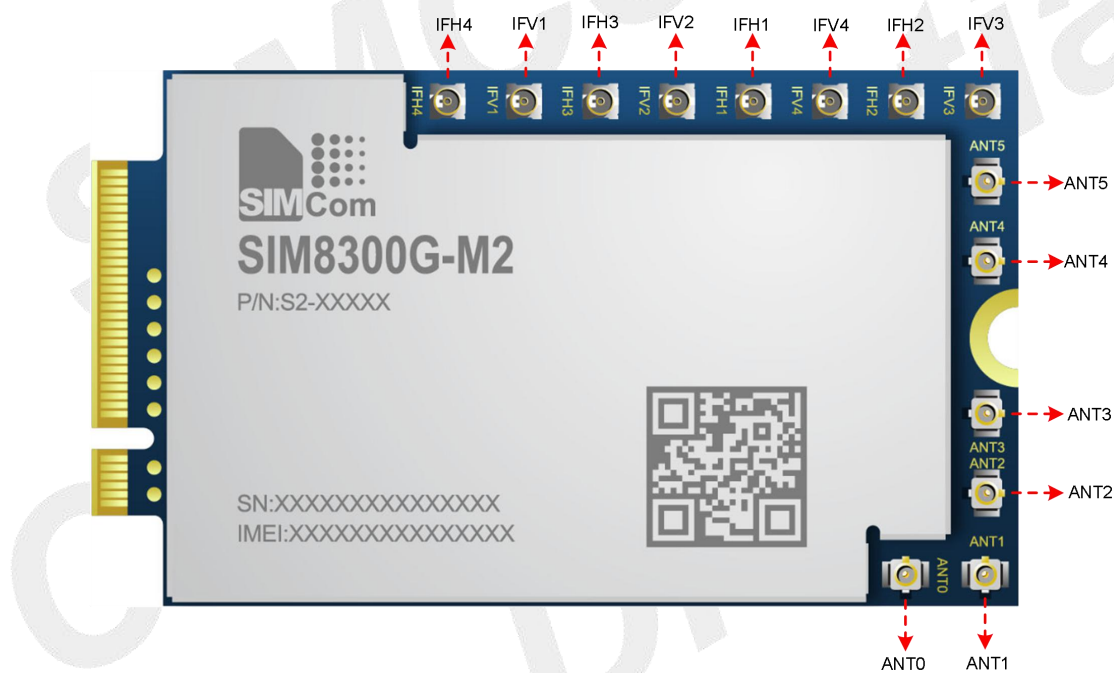 IFH4 IFV1 IFH3 IFV2 IFH1 IFV4 IFH2 IFV3
IFH4 IFV1 IFH3 IFV2 IFH1 IFV4 IFH2 IFV3
ANT5
ANT5
ANT4
ANT4
SIMCom
SIM8300G-M2
P/N:S2-XXXXX
ANT3
ANT3
ANT2
ANT2
SN:XXXXXXXXXXXXXXX
IMEI:XXXXXXXXXXXXXXX
ANT1
ANT0
ANT0 ANT1